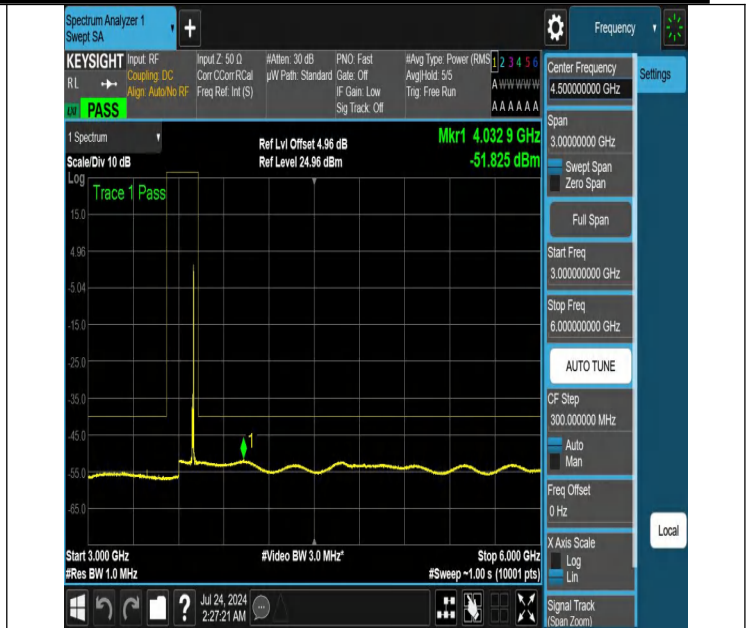 Spectrum Analyzer 1
Swept SA
Frequency
KEYSIGHT
RL
LXI
PASS
Input: RF
Coupling: DC
Align: Auto/No RF
Input Z: 50 Ω
Corr CCorr RCal
Freq Ref: Int (S)
#Atten: 30 dB
µW Path: Standard
PNO: Fast
Gate: Off
IF Gain: Low
Sig Track: Off
#Avg Type: Power (RMS
Avg|Hold: 5/5
Trig: Free Run
1 2 3 4 5 6
A W W W W W
A A A A A A
Center Frequency
4.500000000 GHz
Settings
Span
3.00000000 GHz
Swept Span
Zero Span
Full Span
Start Freq
3.000000000 GHz
Stop Freq
6.000000000 GHz
AUTO TUNE
CF Step
300.000000 MHz
Auto
Man
Freq Offset
0 Hz
X Axis Scale
Log
Lin
Signal Track
(Span Zoom)
Local
1 Spectrum
Scale/Div 10 dB
Ref Lvl Offset 4.96 dB
Ref Level 24.96 dBm
Mkr1 4.032 9 GHz
-51.825 dBm
Log
Trace 1 Pass
15.0
4.96
-5.04
-15.0
-25.0
-35.0
-45.0
-55.0
-65.0
1
Start 3.000 GHz
#Res BW 1.0 MHz
#Video BW 3.0 MHz*
Stop 6.000 GHz
#Sweep ~1.00 s (10001 pts)
?
Jul 24, 2024
2:27:21 AM